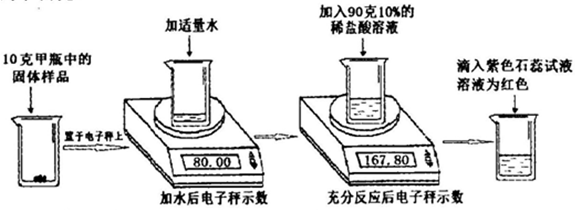 10克甲瓶中的
固体样品
置于电子秤上
加适量水
80.00
加水后电子秤示数
加入90克10%的
稀盐酸溶液
167.80
充分反应后电子秤示数
滴入紫色石蕊试液
溶液为红色